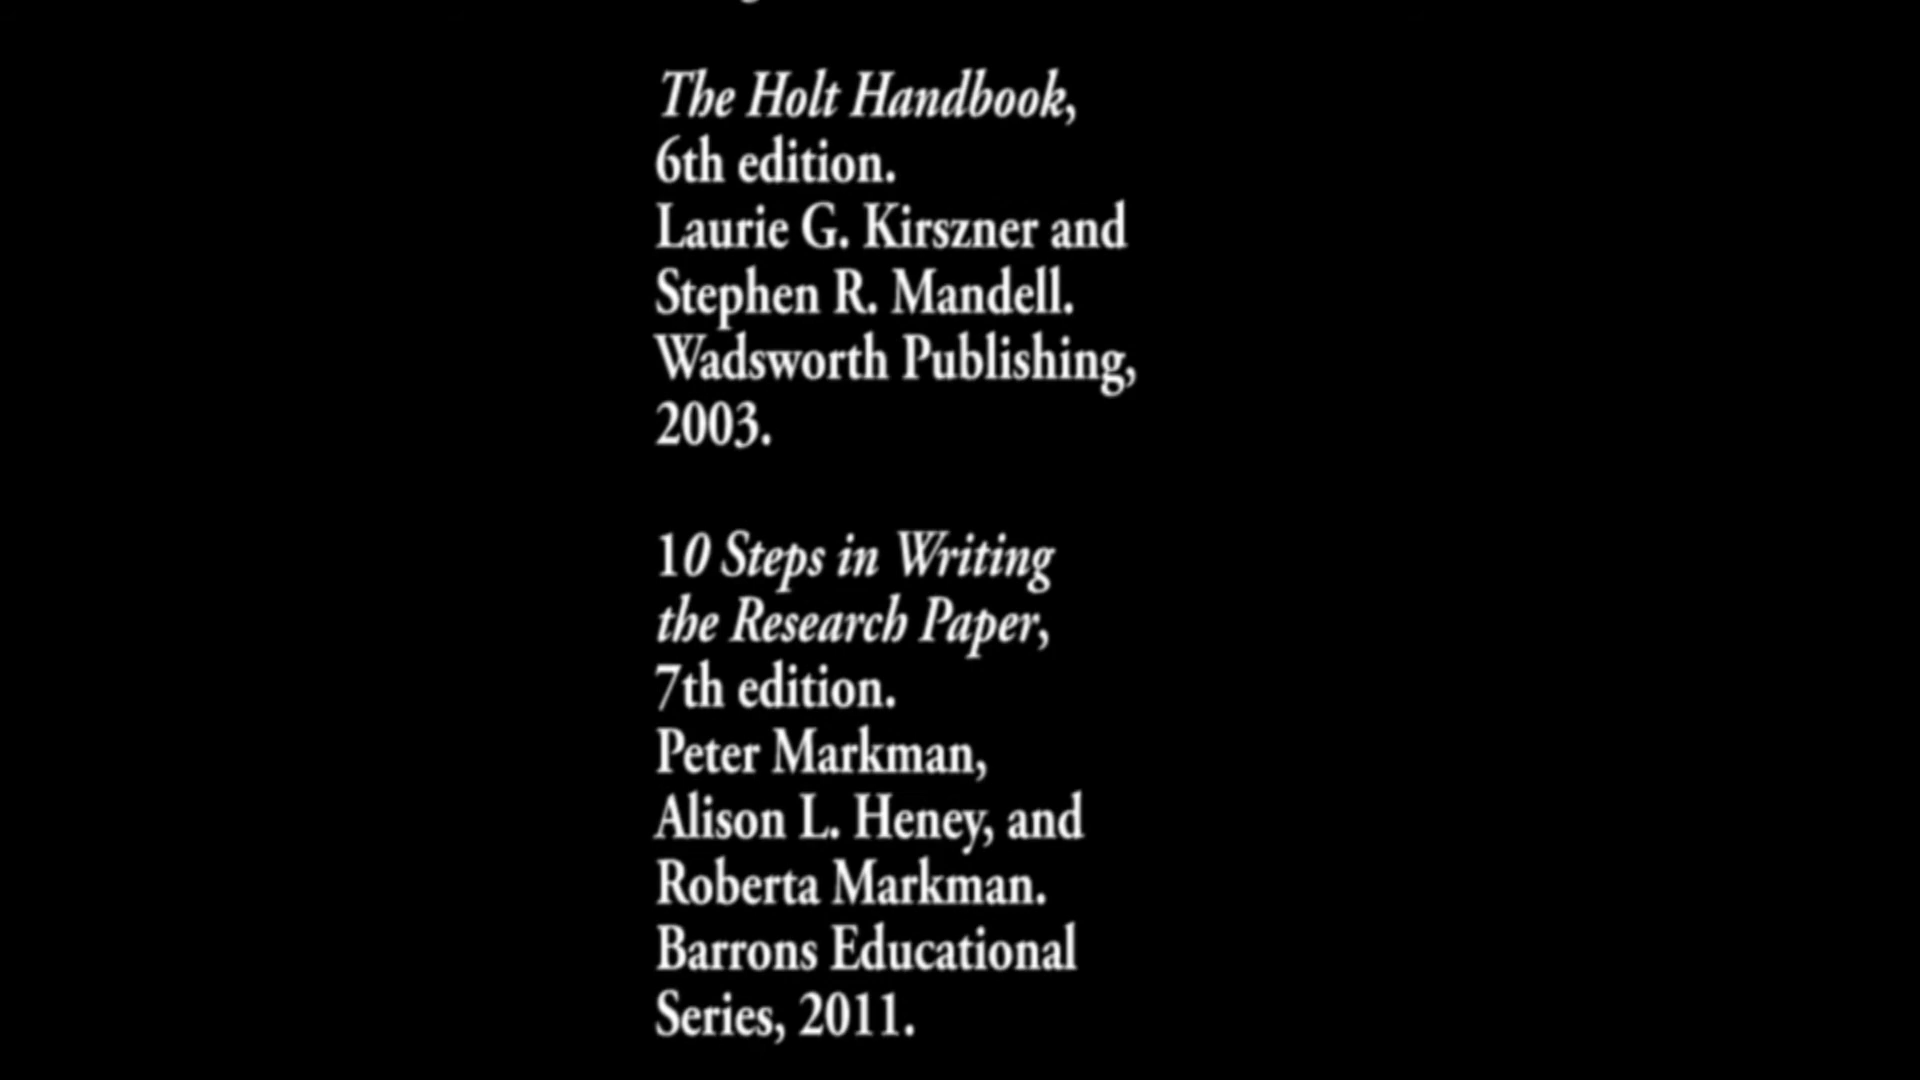 The Holt Handbook,
6th edition.
Laurie G. Kirszner and
Stephen R. Mandell.
Wadsworth Publishing,
2003.
10 Steps in Writing
the Research Paper,
7th edition.
Peter Markman,
Alison L. Heney, and
Roberta Markman.
Barrons Educational
Series, 2011.